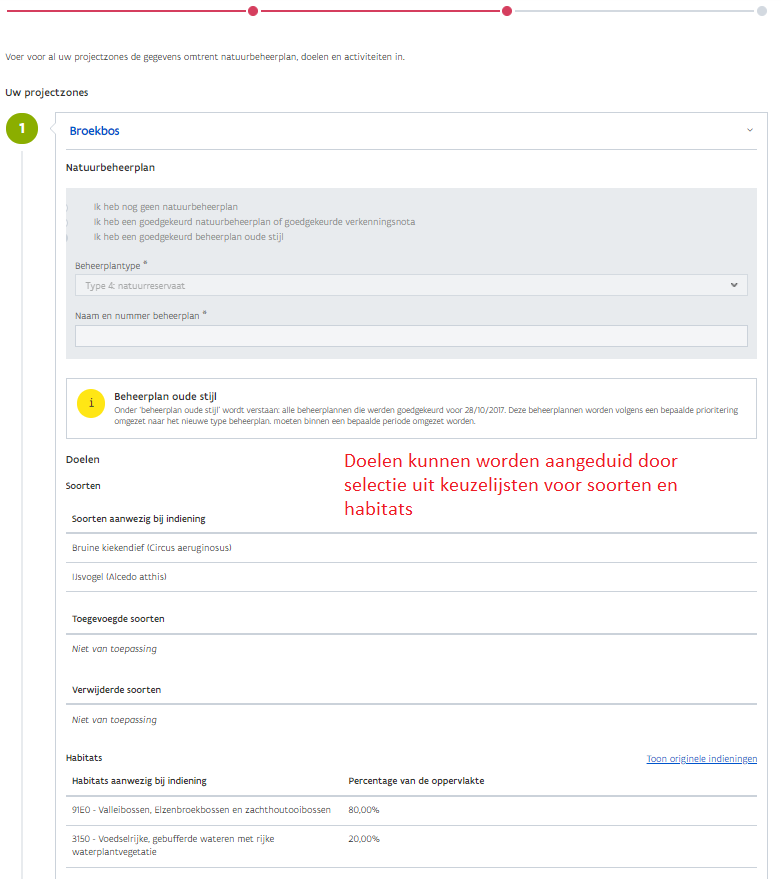 Voer voor al uw projectzones de gegevens omtrent natuurbeheerplan, doelen en activiteiten in.
Uw projectzones
1
Broekbos
Natuurbeheerplan
Ik heb nog geen natuurbeheerplan
Ik heb een goedgekeurd natuurbeheerplan of goedgekeurde verkenningsnota
Ik heb een goedgekeurd beheerplan oude stijl
Beheerplantype *
Type 4: natuurreservaat
Naam en nummer beheerplan *
i
Beheerplan oude stijl
Onder 'beheerplan oude stijl' wordt verstaan: alle beheerplannen die werden goedgekeurd voor 28/10/2017. Deze beheerplannen worden volgens een bepaalde prioritering
omgezet naar het nieuwe type beheerplan. moeten binnen een bepaalde periode omgezet worden.
Doelen
Doelen kunnen worden aangeduid door
selectie uit keuzelijsten voor soorten en
habitats
Soorten
Soorten aanwezig bij indiening
Bruine kiekendief (Circus aeruginosus)
IJsvogel (Alcedo atthis)
Toegevoegde soorten
Niet van toepassing
Verwijderde soorten
Niet van toepassing
Habitats
Toon originele indieningen
Habitats aanwezig bij indiening Percentage van de oppervlakte
91E0 - Valleibossen, Elzenbroekbossen en zachthoutooibossen 80,00%
3150 - Voedselrijke, gebufferde wateren met rijke 20,00%
waterplantvegetatie